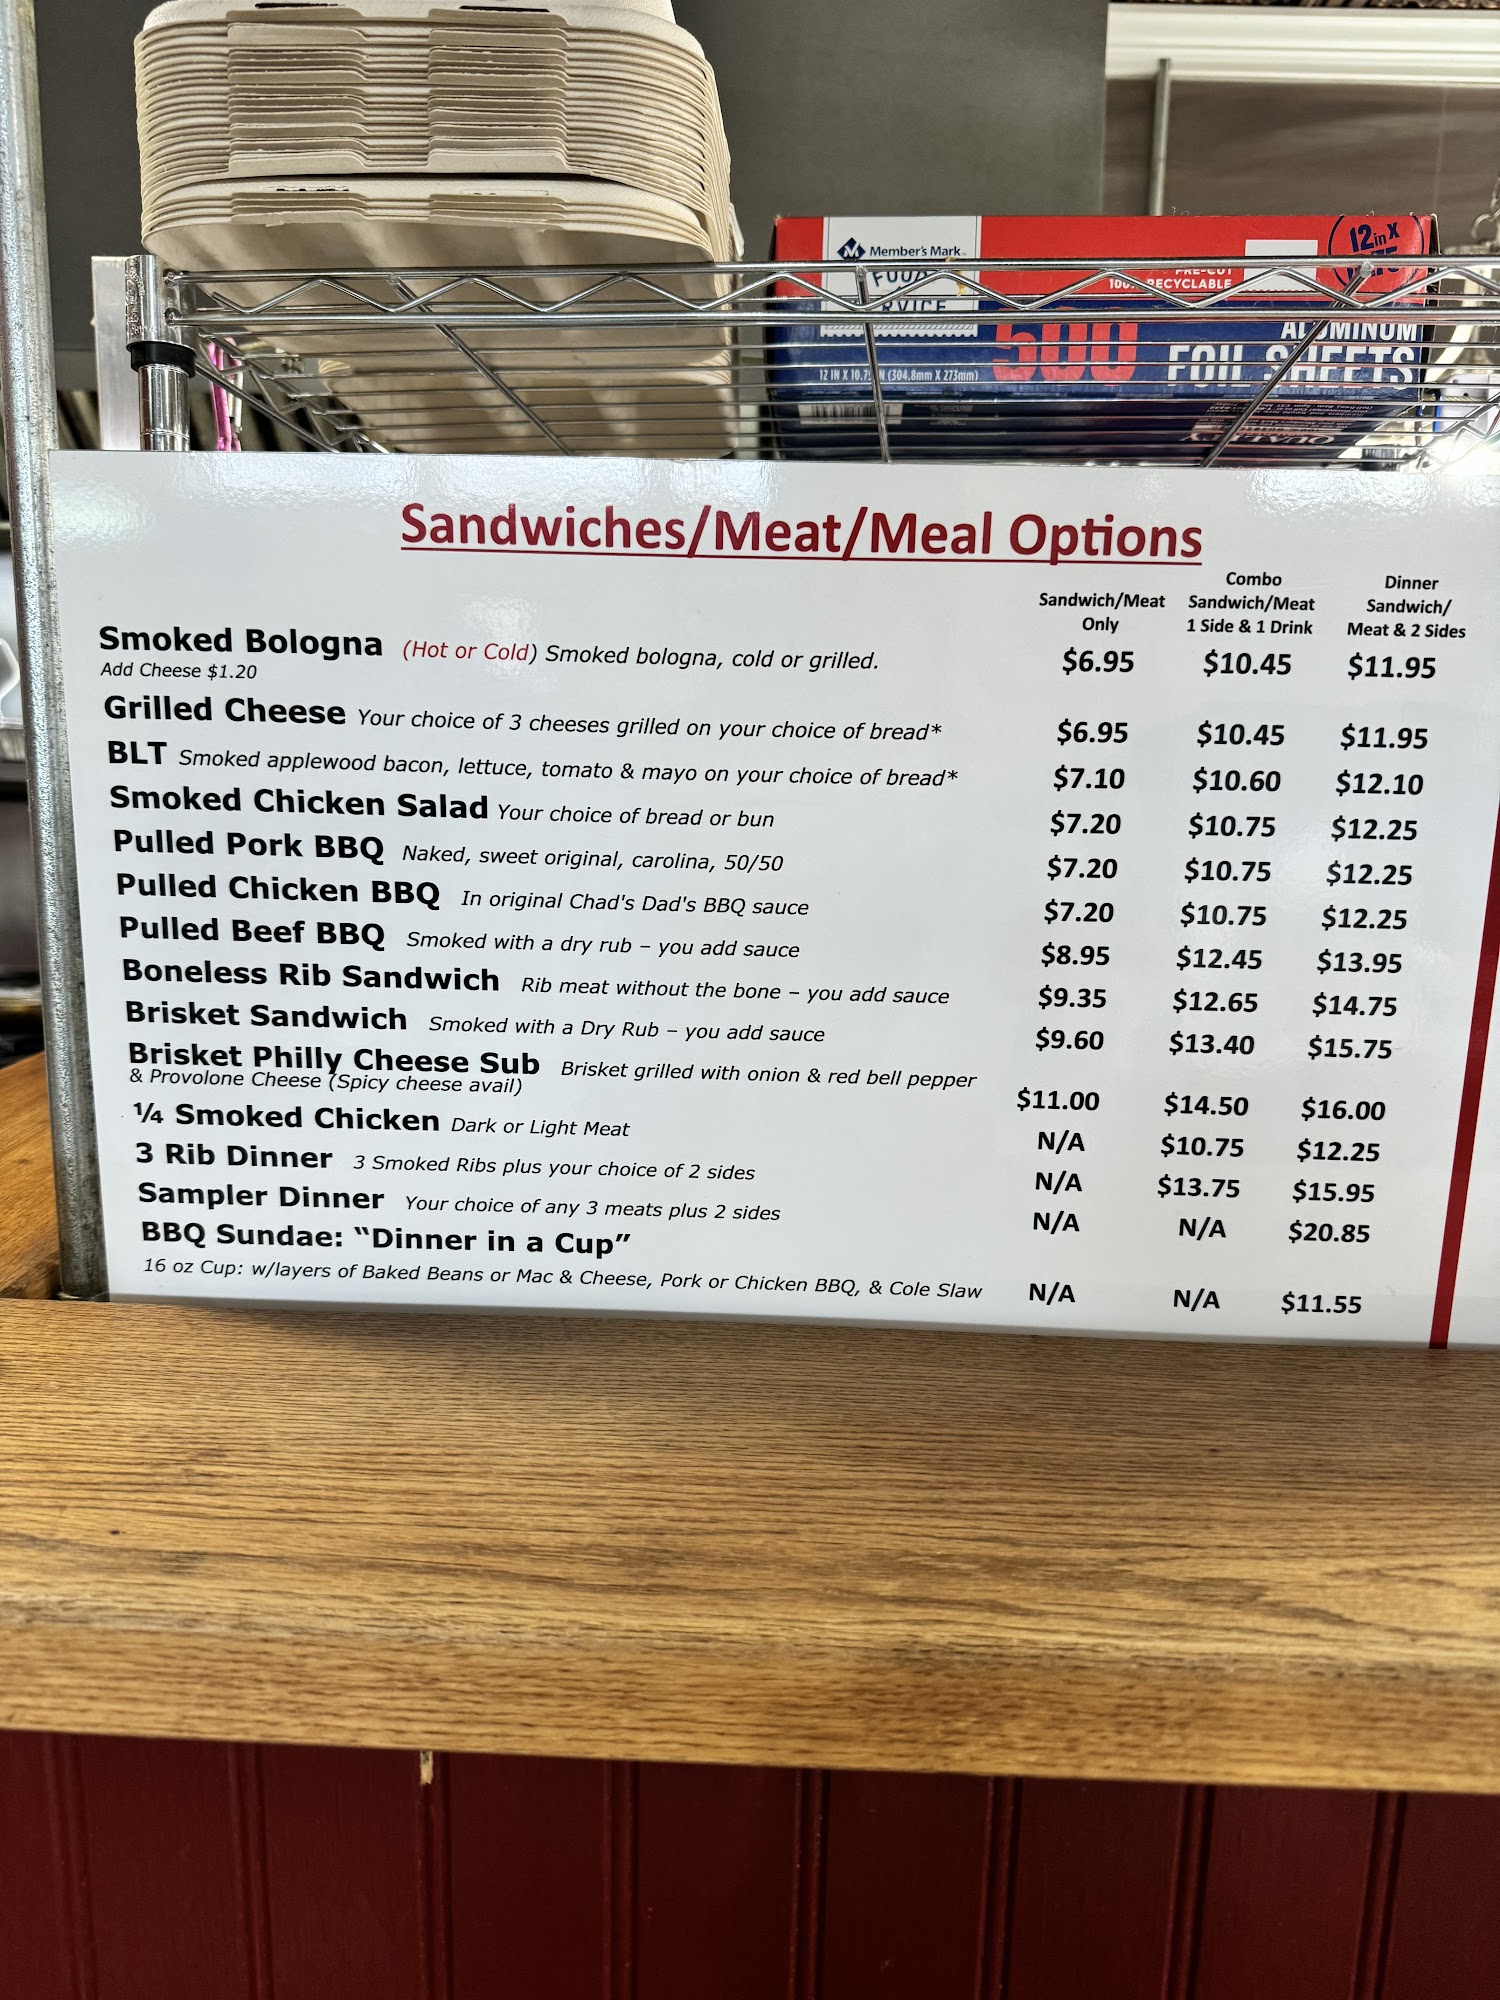 Member's Mark
FOOD
12 in X
PRE-CUT
100% RECYCLABLE
500 ALUMINUM
12 IN X 10.75 IN (304.8mm X 273mm) FOIL SHEETS
QUALITY
Sandwiches/Meat/Meal Options
Sandwich/Meat Only
Combo Sandwich/Meat 1 Side & 1 Drink
Dinner Sandwich/ Meat & 2 Sides
Smoked Bologna (Hot or Cold) Smoked bologna, cold or grilled. $6.95 $10.45 $11.95
Add Cheese $1.20
Grilled Cheese Your choice of 3 cheeses grilled on your choice of bread* $6.95 $10.45 $11.95
BLT Smoked applewood bacon, lettuce, tomato & mayo on your choice of bread* $7.10 $10.60 $12.10
Smoked Chicken Salad Your choice of bread or bun $7.20 $10.75 $12.25
Pulled Pork BBQ Naked, sweet original, carolina, 50/50 $7.20 $10.75 $12.25
Pulled Chicken BBQ In original Chad's Dad's BBQ sauce $7.20 $10.75 $12.25
Pulled Beef BBQ Smoked with a dry rub – you add sauce $8.95 $12.45 $13.95
Boneless Rib Sandwich Rib meat without the bone – you add sauce $9.35 $12.65 $14.75
Brisket Sandwich Smoked with a Dry Rub – you add sauce $9.60 $13.40 $15.75
Brisket Philly Cheese Sub Brisket grilled with onion & red bell pepper
& Provolone Cheese (Spicy cheese avail) $11.00 $14.50 $16.00
¼ Smoked Chicken Dark or Light Meat N/A $10.75 $12.25
3 Rib Dinner 3 Smoked Ribs plus your choice of 2 sides N/A $13.75 $15.95
Sampler Dinner Your choice of any 3 meats plus 2 sides N/A N/A $20.85
BBQ Sundae: “Dinner in a Cup”
16 oz Cup: w/layers of Baked Beans or Mac & Cheese, Pork or Chicken BBQ, & Cole Slaw N/A N/A $11.55